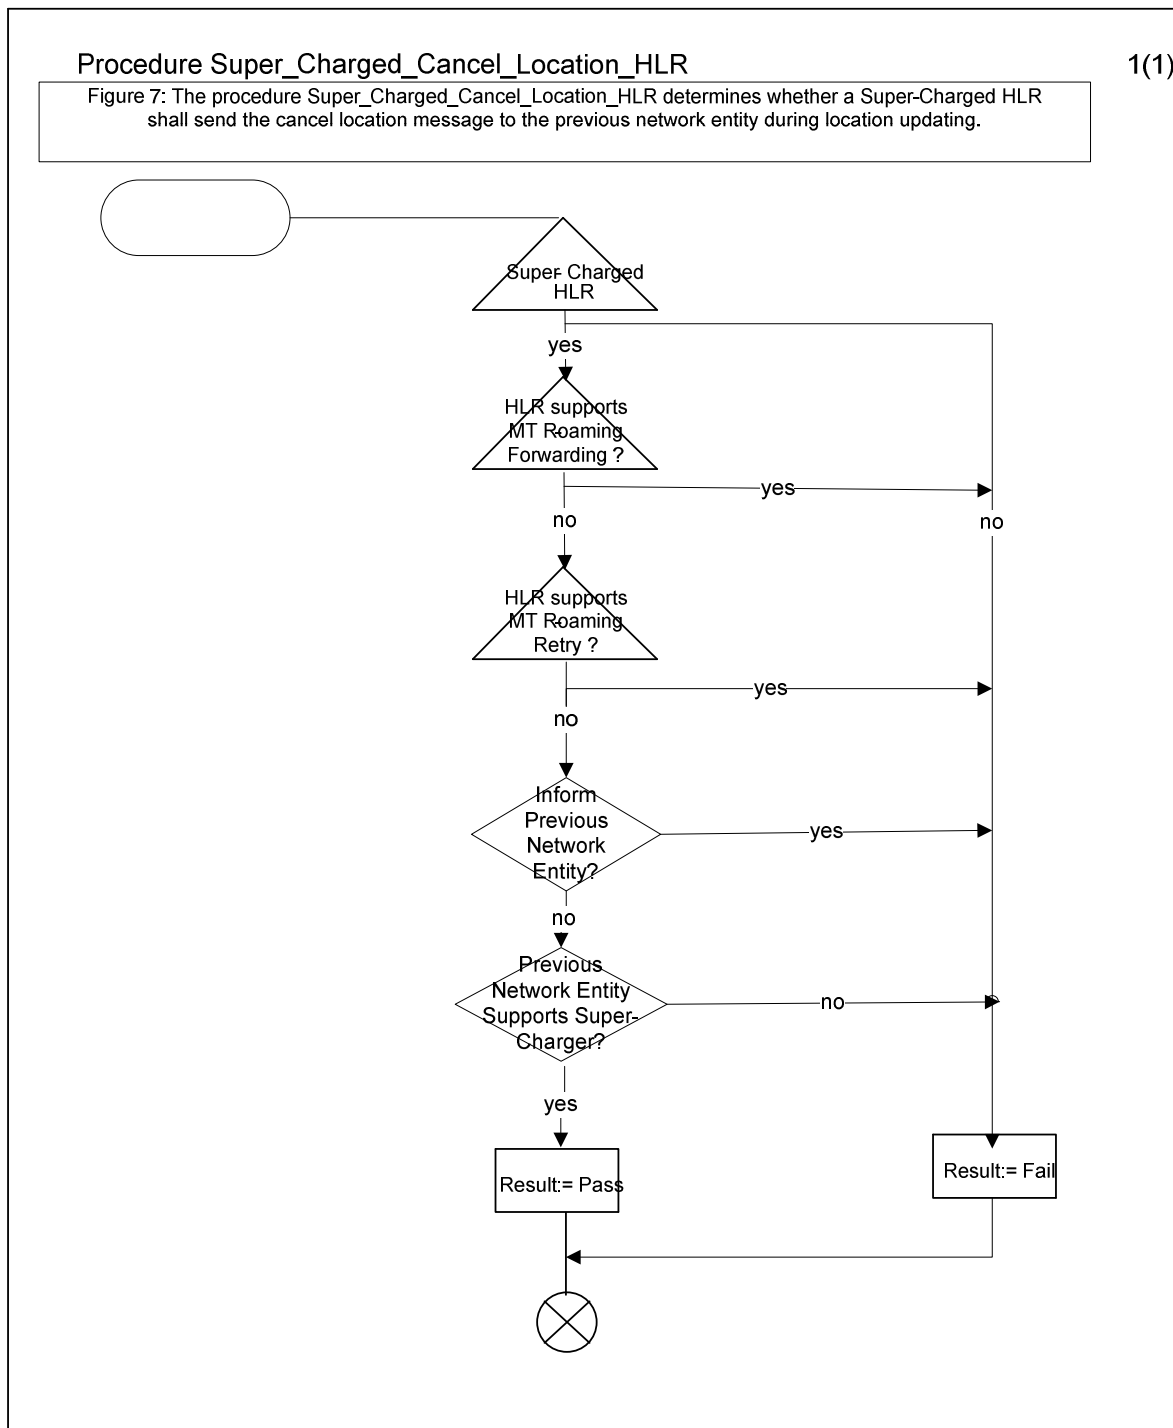 Procedure Super_Charged_Cancel_Location_HLR
1(1)
Figure 7: The procedure Super_Charged_Cancel_Location_HLR determines whether a Super-Charged HLR
shall send the cancel location message to the previous network entity during location updating.
Super- Charged
HLR
yes
HLR supports
MT Roaming
Forwarding ?
yes
no
no
HLR supports
MT Roaming
Retry ?
yes
no
Inform
Previous
Network
Entity?
yes
no
Previous
Network Entity
Supports Super-
Charger?
no
yes
Result:= Pass
Result:= Fail